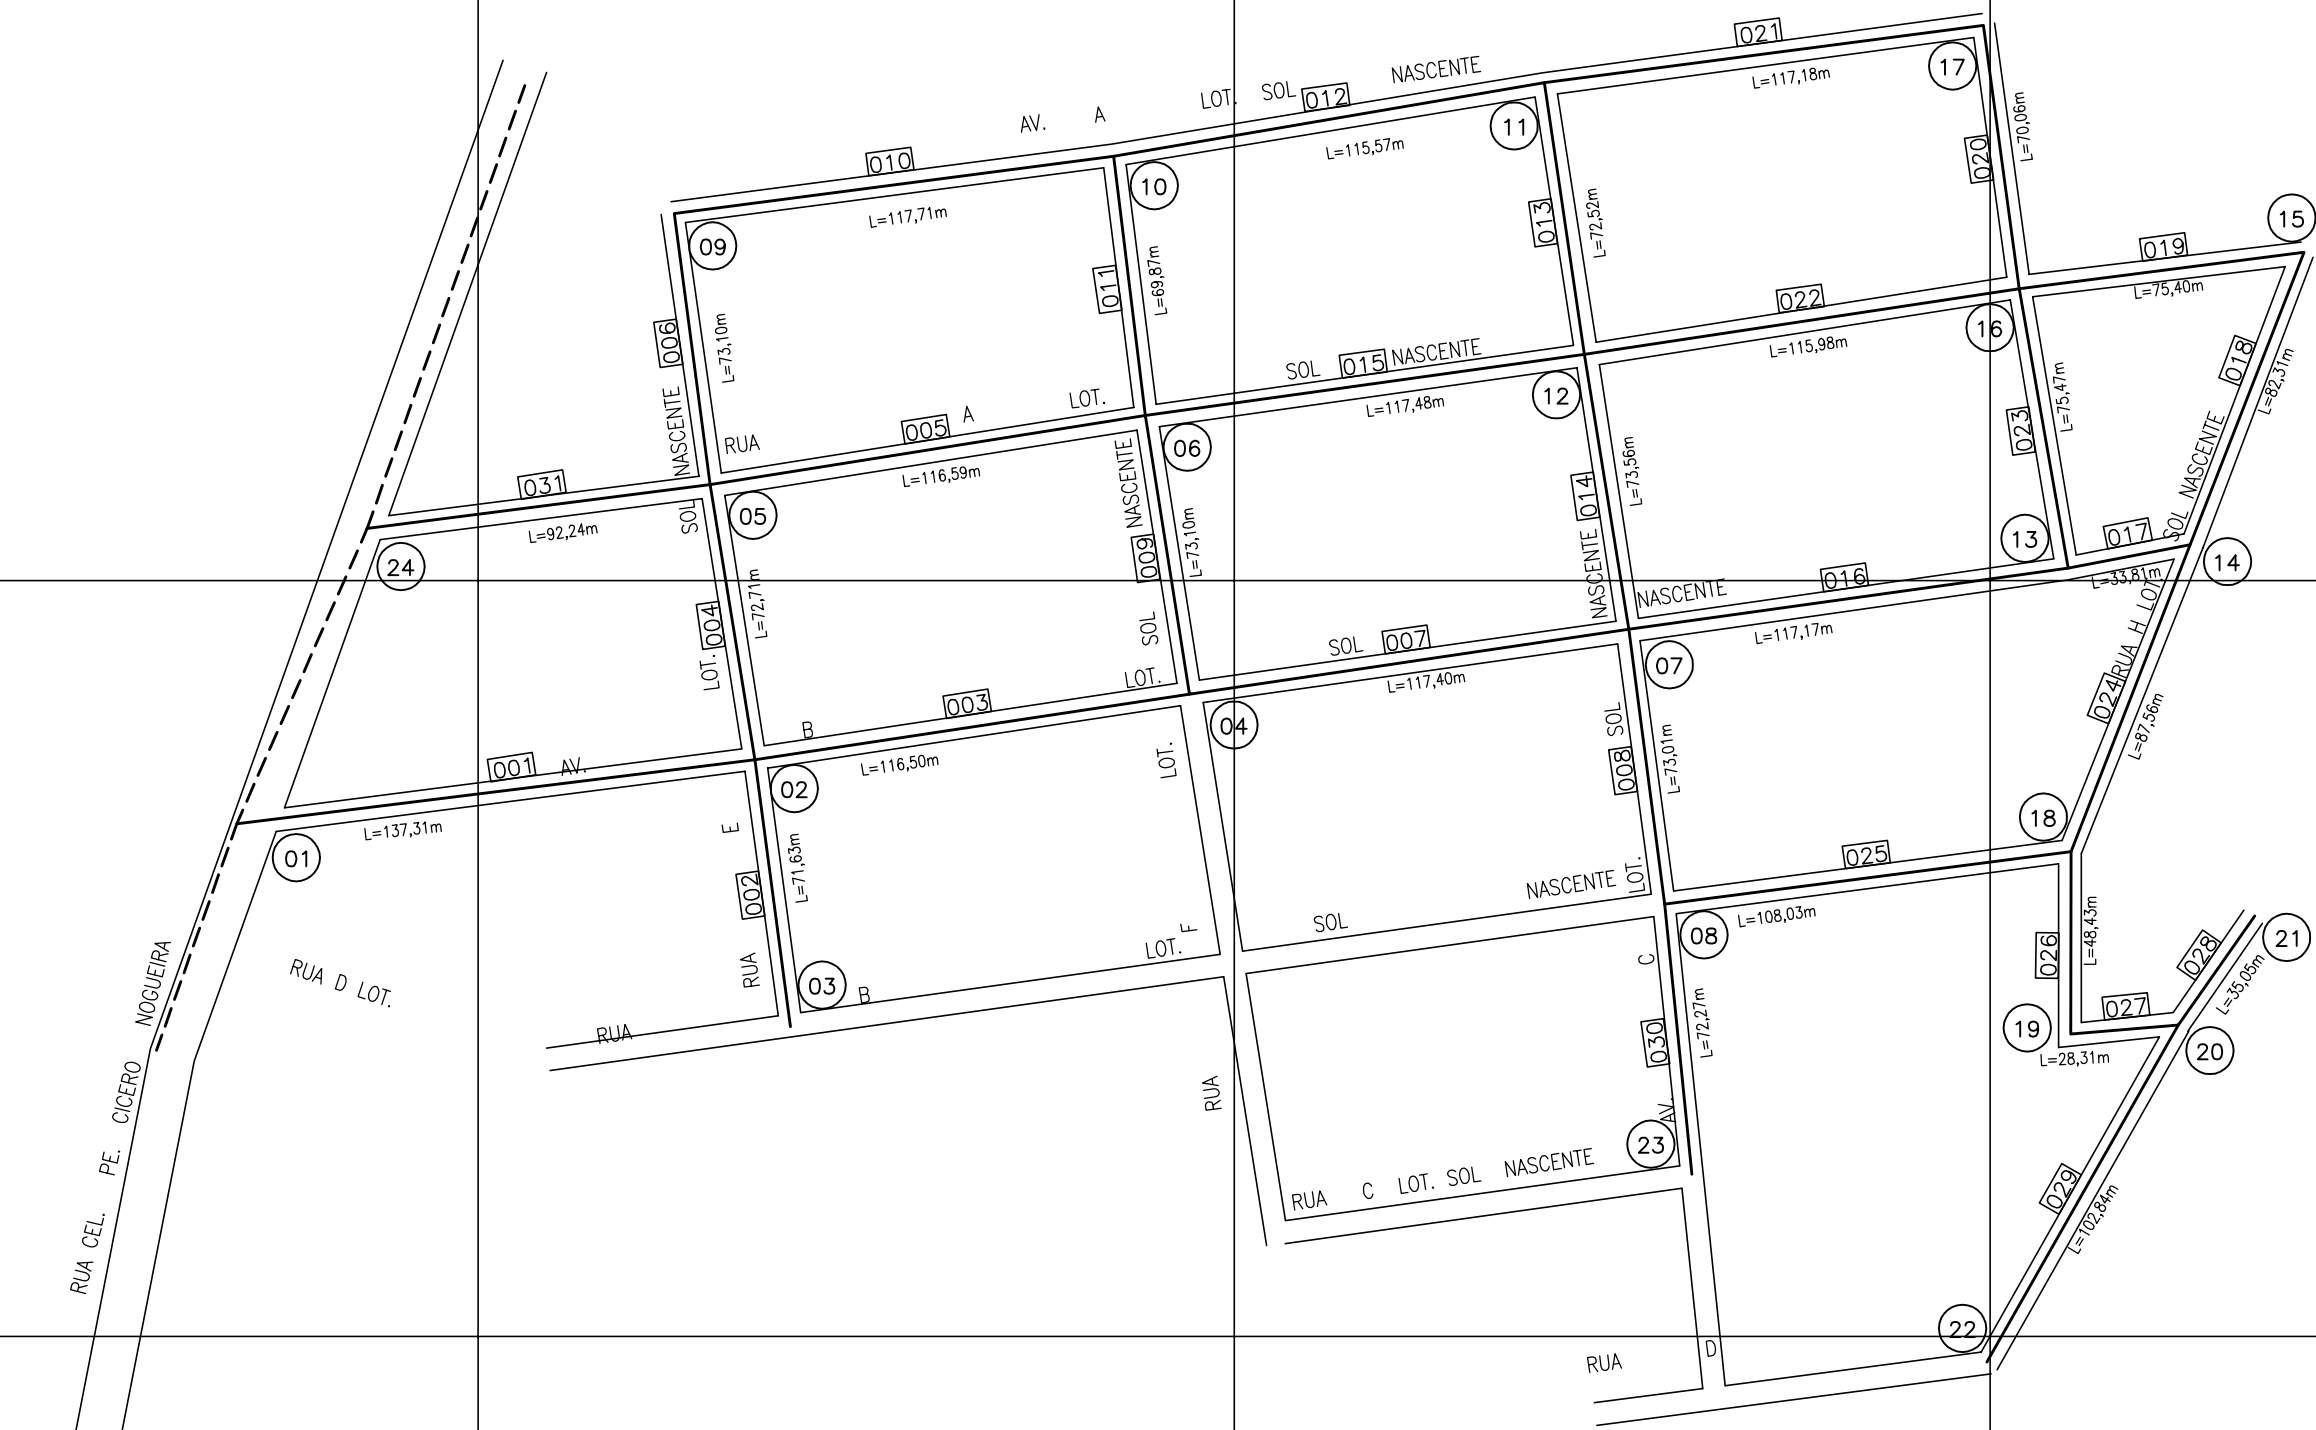 021
17
L=117,18m
L=70,06m
020
AV. A LOT. SOL NASCENTE
012
11
L=115,57m
013
L=72,52m
010
10
L=117,71m
09
011
L=69,87m
15
019
L=75,40m
022
16
L=115,98m
018
L=82,31m
006
L=73,10m
SOL NASCENTE
015
12
L=117,48m
RUA A LOT.
005
06
L=116,59m
023
L=75,47m
SOL NASCENTE
014
L=73,56m
13
017
14
L=33,81m
031
05
L=92,24m
24
LOT. SOL NASCENTE
004
L=72,71m
SOL NASCENTE
009
L=73,10m
NASCENTE
NASCENTE
016
L=117,17m
SOL
007
07
L=117,40m
RUA H LOT.
024
L=87,56m
AV. B LOT.
003
04
L=116,50m
001
02
L=137,31m
01
SOL
008
L=73,01m
18
025
L=108,03m
RUA E
002
L=71,63m
03
RUA B LOT. SOL NASCENTE
RUA F LOT.
AV. C LOT.
08
026
L=48,43m
028
21
L=35,05m
027
19
20
L=28,31m
RUA D LOT.
RUA CEL. PE. CICERO NOGUEIRA
030
L=72,27m
23
RUA C LOT. SOL NASCENTE
029
L=102,84m
22
RUA D